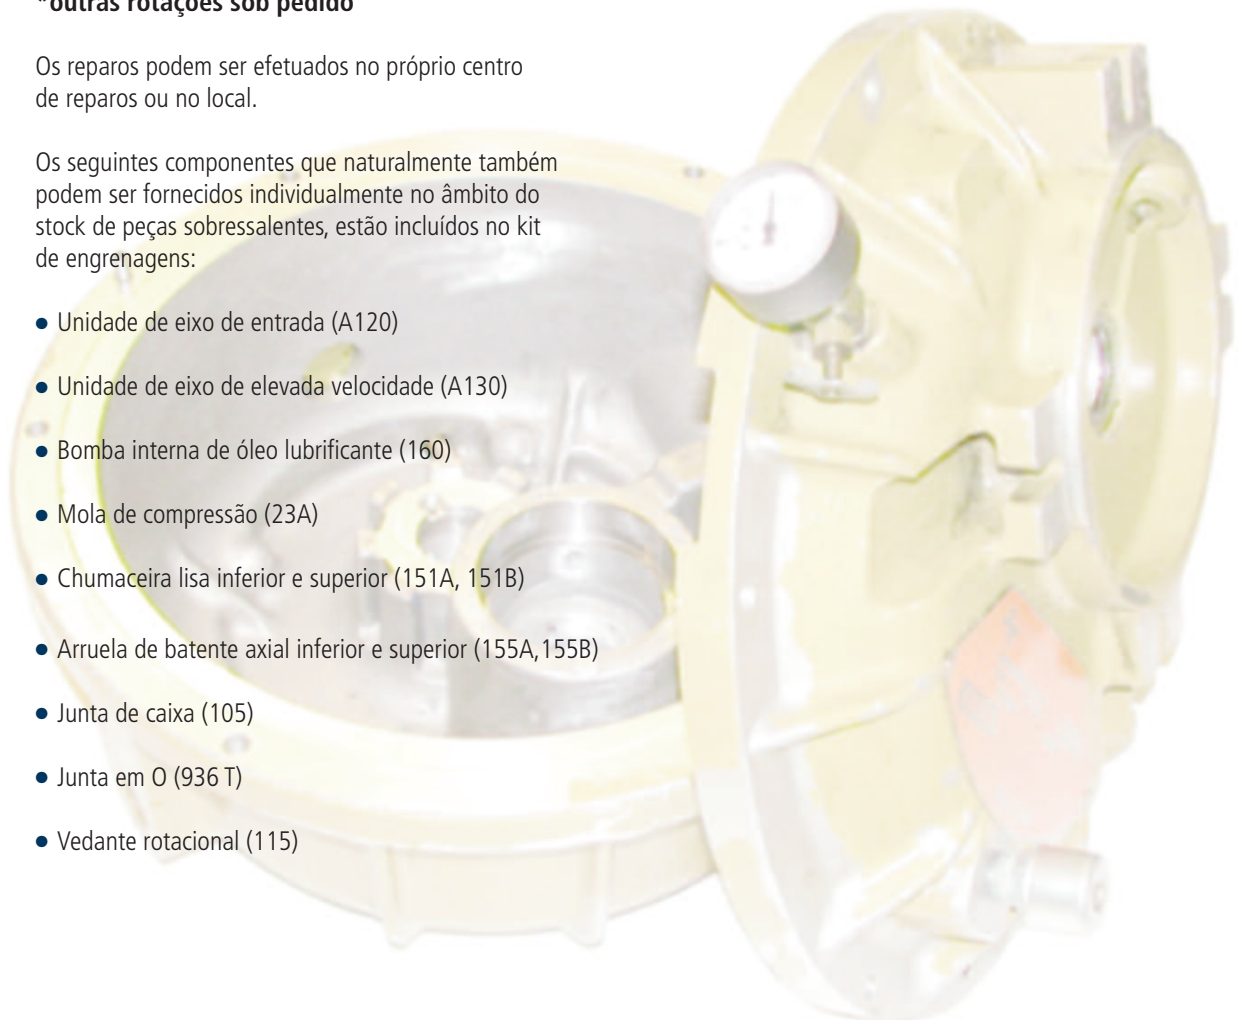 *outras rotações sob pedido
Os reparos podem ser efetuados no próprio centro
de reparos ou no local.
Os seguintes componentes que naturalmente também
podem ser fornecidos individualmente no âmbito do
stock de peças sobressalentes, estão incluídos no kit
de engrenagens:
• Unidade de eixo de entrada (A120)
• Unidade de eixo de elevada velocidade (A130)
• Bomba interna de óleo lubrificante (160)
• Mola de compressão (23A)
• Chumaceira lisa inferior e superior (151A, 151B)
• Arruela de batente axial inferior e superior (155A,155B)
• Junta de caixa (105)
• Junta em O (936 T)
• Vedante rotacional (115)